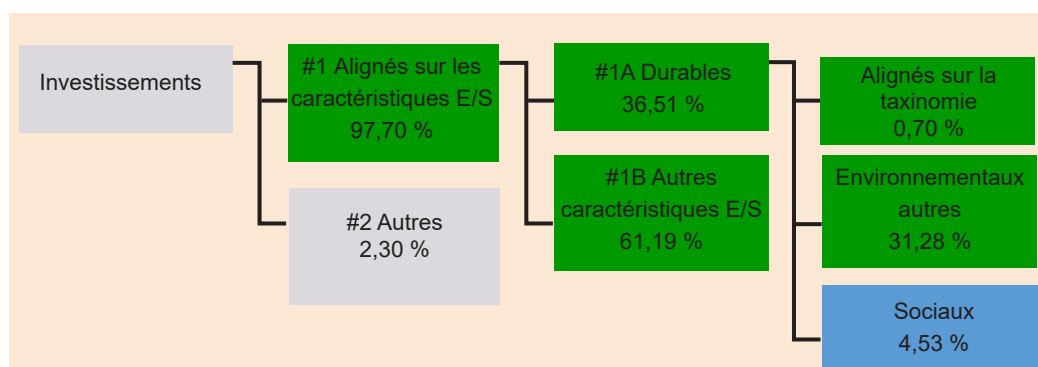 Investissements
#1 Alignés sur les
caractéristiques E/S
97,70 %
#2 Autres
2,30 %
#1A Durables
36,51 %
#1B Autres
caractéristiques E/S
61,19 %
Alignés sur la
taxinomie
0,70 %
Environnementaux
autres
31,28 %
Sociaux
4,53 %